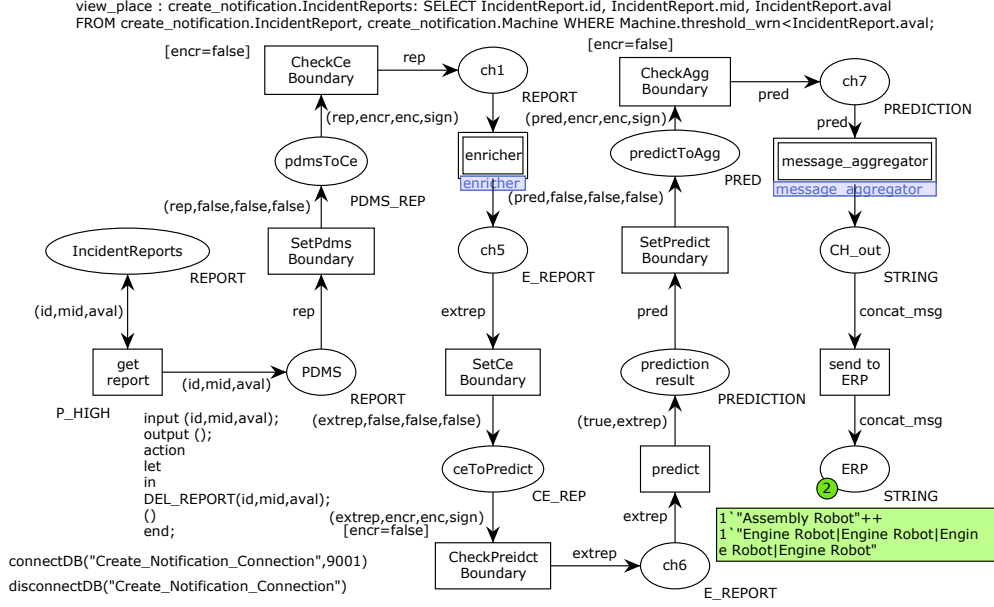 view_place : create_notification.IncidentReports: SELECT IncidentReport.id, IncidentReport.mid, IncidentReport.aval
FROM create_notification.IncidentReport, create_notification.Machine WHERE Machine.threshold_wrn<IncidentReport.aval;
[encr=false]
CheckCe
Boundary
rep
ch1
REPORT
(rep,encr,enc,sign)
pdmsToCe
PDMS_REP
(rep,false,false,false)
SetPdms
Boundary
IncidentReports
REPORT
(id,mid,aval)
rep
get
report
(id,mid,aval)
PDMS
REPORT
P_HIGH
input (id,mid,aval);
output ();
action
let
in
DEL_REPORT(id,mid,aval);
()
end;
connectDB("Create_Notification_Connection",9001)
disconnectDB("Create_Notification_Connection")
enricher
enricher
ch5
E_REPORT
extrep
SetCe
Boundary
(extrep,false,false,false)
ceToPredict
CE_REP
(extrep,encr,enc,sign)
[encr=false]
CheckPreidct
Boundary
extrep
ch6
E_REPORT
extrep
predict
(true,extrep)
prediction
result
PREDICTION
pred
SetPredict
Boundary
(pred,false,false,false)
predictToAgg
PRED
(pred,encr,enc,sign)
[encr=false]
CheckAgg
Boundary
pred
ch7
PREDICTION
pred
message_aggregator
message_aggregator
CH_out
STRING
concat_msg
send to
ERP
concat_msg
ERP
2
STRING
1`"Assembly Robot"++
1`"Engine Robot|Engine Robot|Engin
e Robot|Engine Robot"